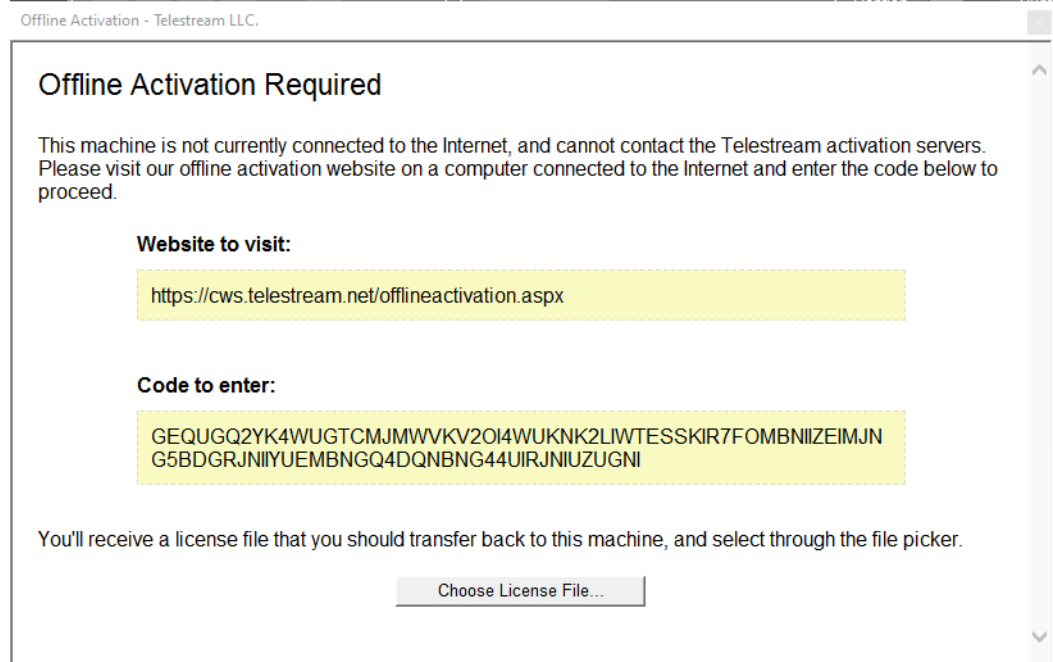 Offline Activation - Telestream LLC.
Offline Activation Required
This machine is not currently connected to the Internet, and cannot contact the Telestream activation servers.
Please visit our offline activation website on a computer connected to the Internet and enter the code below to
proceed.
Website to visit:
https://cws.telestream.net/offlineactivation.aspx
Code to enter:
GEQUGQ2YK4WUGTCMJMWVKV2OI4WUKNK2LIWTESSKIR7FOMBNIIZEIMJN
G5BDGRJNIIYUEMBNGQ4DQNBNG44UIRJNIUZUGNI
You'll receive a license file that you should transfer back to this machine, and select through the file picker.
Choose License File...